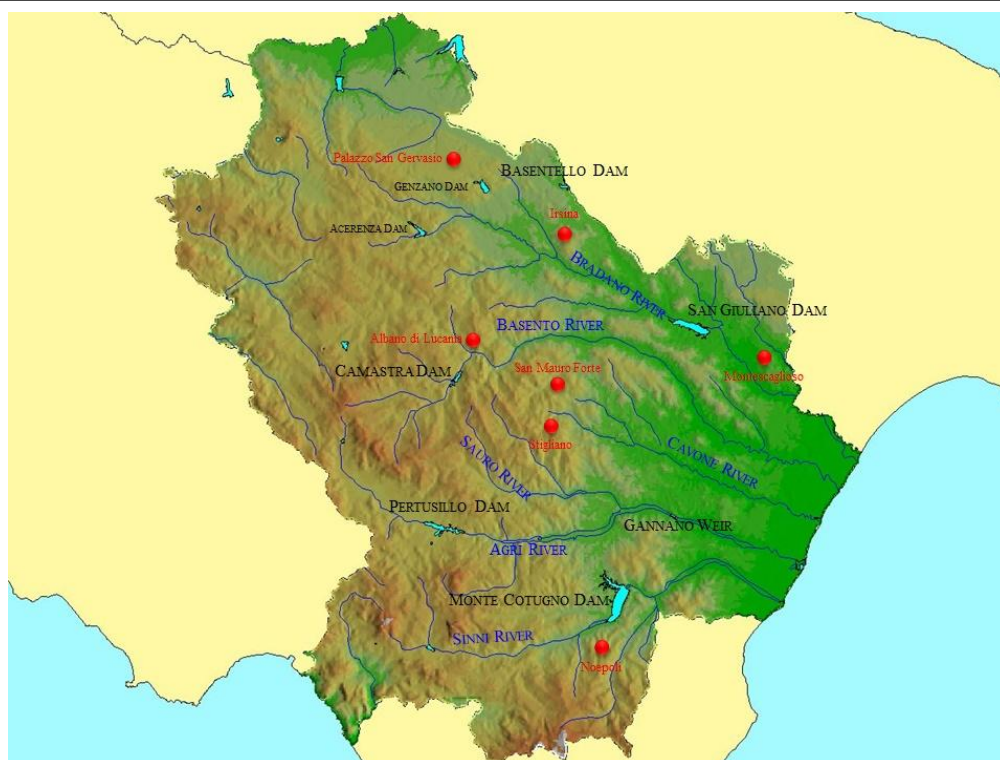 Palazzo San Gervasio
BASENTELLO DAM
GENZANO DAM
Irsina
ACERENZA DAM
BRADANO RIVER
SAN GIULIANO DAM
BASENTO RIVER
Albano di Lucania
CAMASTRA DAM
San Mauro Forte
Montescaglioso
Stigliano
SAURO RIVER
CAVONE RIVER
PERTUSILLO DAM
GANNANO WEIR
AGRI RIVER
MONTE COTUGNO DAM
SINNI RIVER
Noepoli